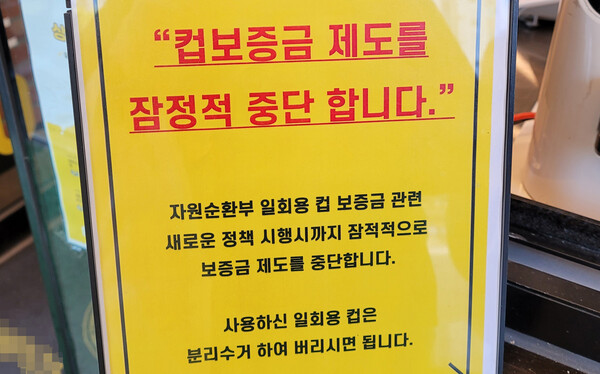 “컵보증금 제도를
잠정적 중단 합니다.”
자원순환부 일회용 컵 보증금 관련
새로운 정책 시행시까지 잠적적으로
보증금 제도를 중단합니다.
사용하신 일회용 컵은
분리수거 하여 버리시면 됩니다.